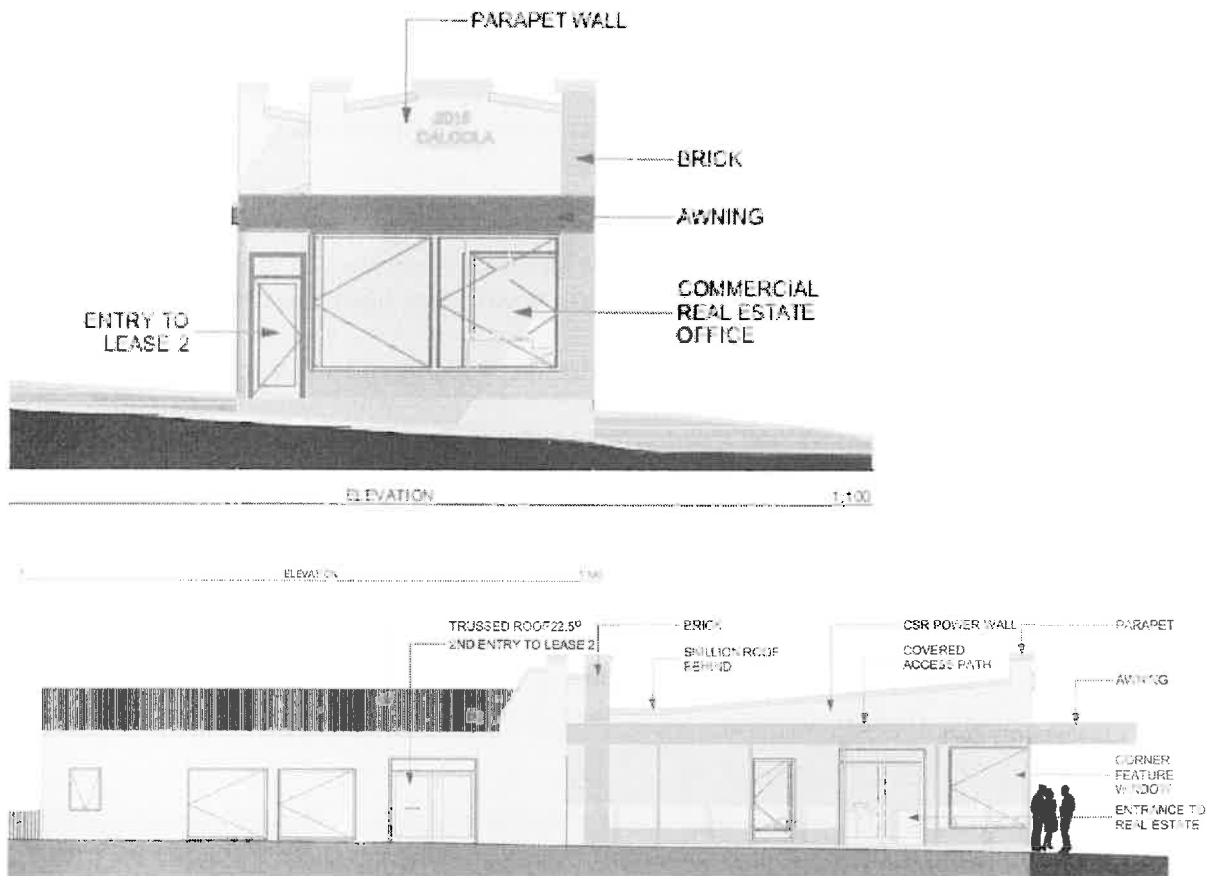 PARAPET WALL
BRICK
AWNING
COMMERCIAL
REAL ESTATE
OFFICE
ENTRY TO
LEASE 2
ELEVATION
1:100
ELEVATION
TRUSSED ROOF 22.5º
2ND ENTRY TO LEASE 2
BRICK
SKILLION ROOF
BEHIND
CSR POWER WALL
COVERED
ACCESS PATH
PARAPET
AWNING
CORNER
FEATURE
WINDOW
ENTRANCE TO
REAL ESTATE